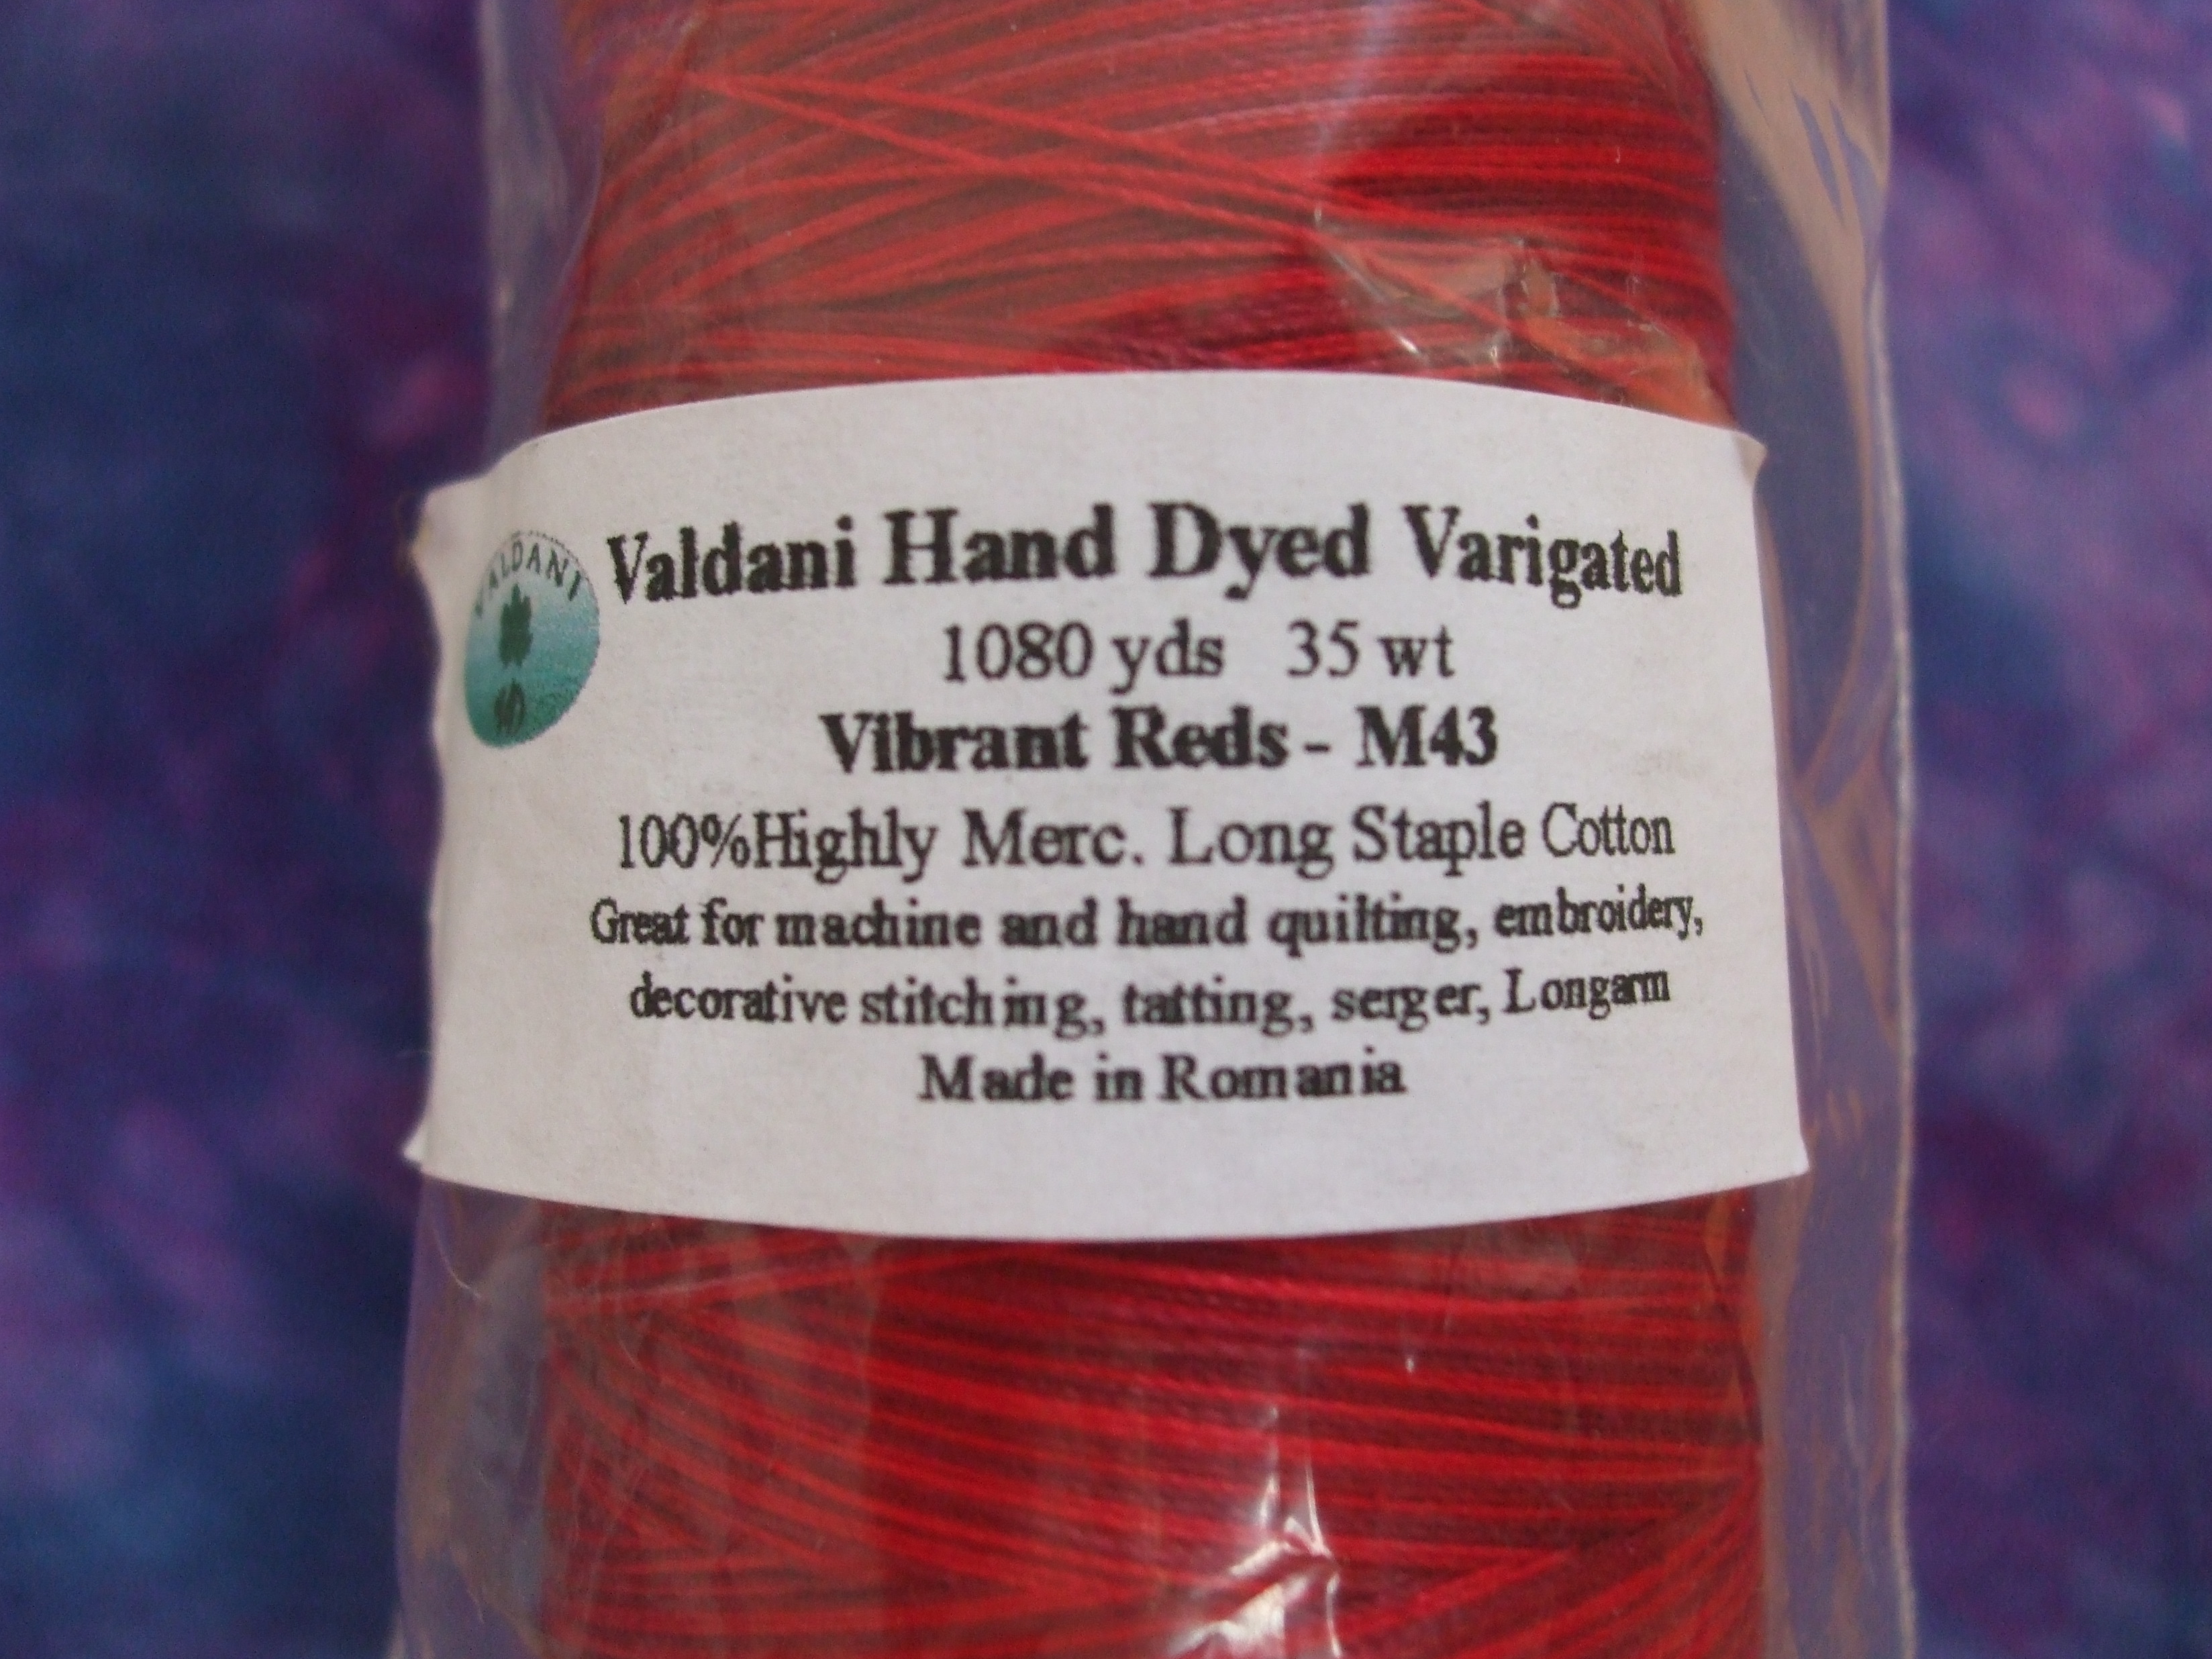 VALDANI
Valdani Hand Dyed Varigated
1080 yds 35 wt
Vibrant Reds - M43
100%Highly Merc. Long Staple Cotton
Great for machine and hand quilting, embroidery,
decorative stitching, tatting, serger, Longarm
Made in Romania